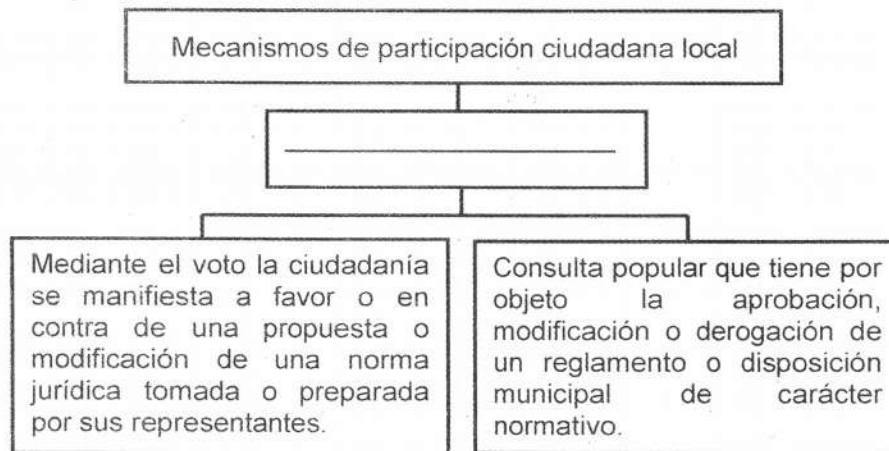 Mecanismos de participación ciudadana local
Mediante el voto la ciudadanía
se manifiesta a favor o en
contra de una propuesta o
modificación de una norma
jurídica tomada o preparada
por sus representantes.
Consulta popular que tiene por
objeto la aprobación,
modificación o derogación de
un reglamento o disposición
municipal de carácter
normativo.